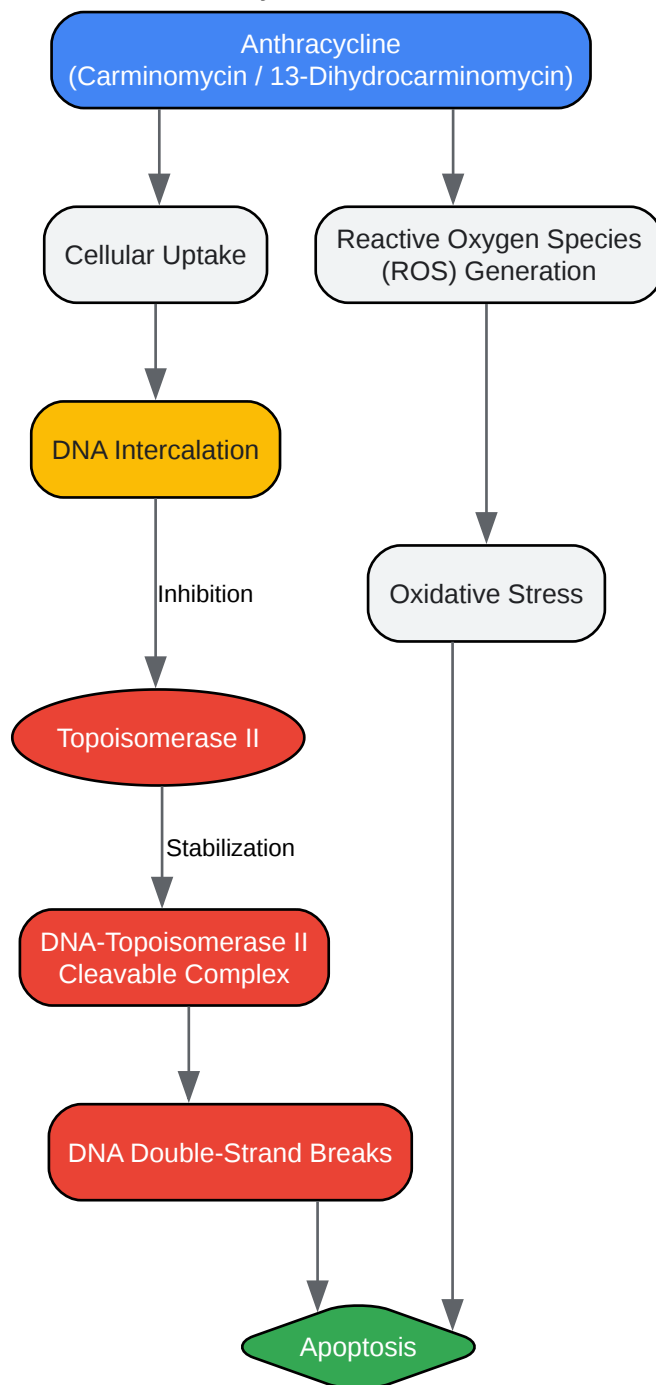 Anthracycline
(Carminomycin / 13-Dihydrocarminomycin)
Cellular Uptake
Reactive Oxygen Species
(ROS) Generation
DNA Intercalation
Inhibition
Oxidative Stress
Topoisomerase II
Stabilization
DNA-Topoisomerase II
Cleavable Complex
DNA Double-Strand Breaks
Apoptosis